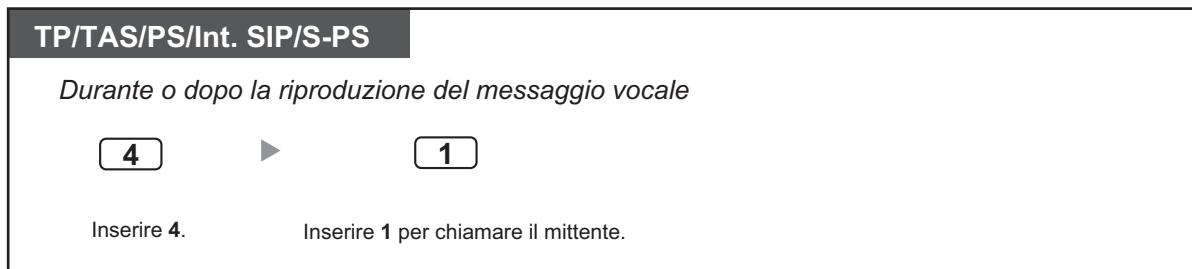 TP/TAS/PS/Int. SIP/S-PS
Durante o dopo la riproduzione del messaggio vocale
4 1
Inserire 4. Inserire 1 per chiamare il mittente.